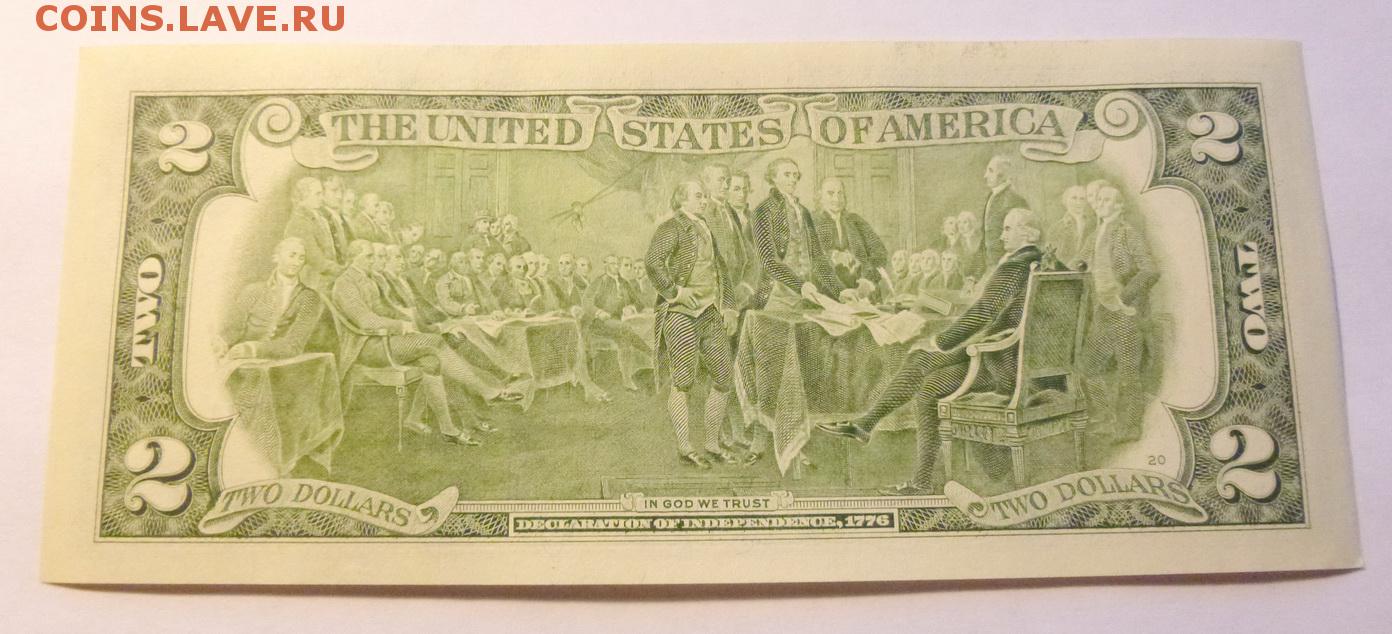 COINS.LAVE.RU
THE UNITED STATES OF AMERICA
2
2
TWO
TWO
20
2
2
TWO DOLLARS
TWO DOLLARS
IN GOD WE TRUST
DECLARATION OF INDEPENDENCE, 1776